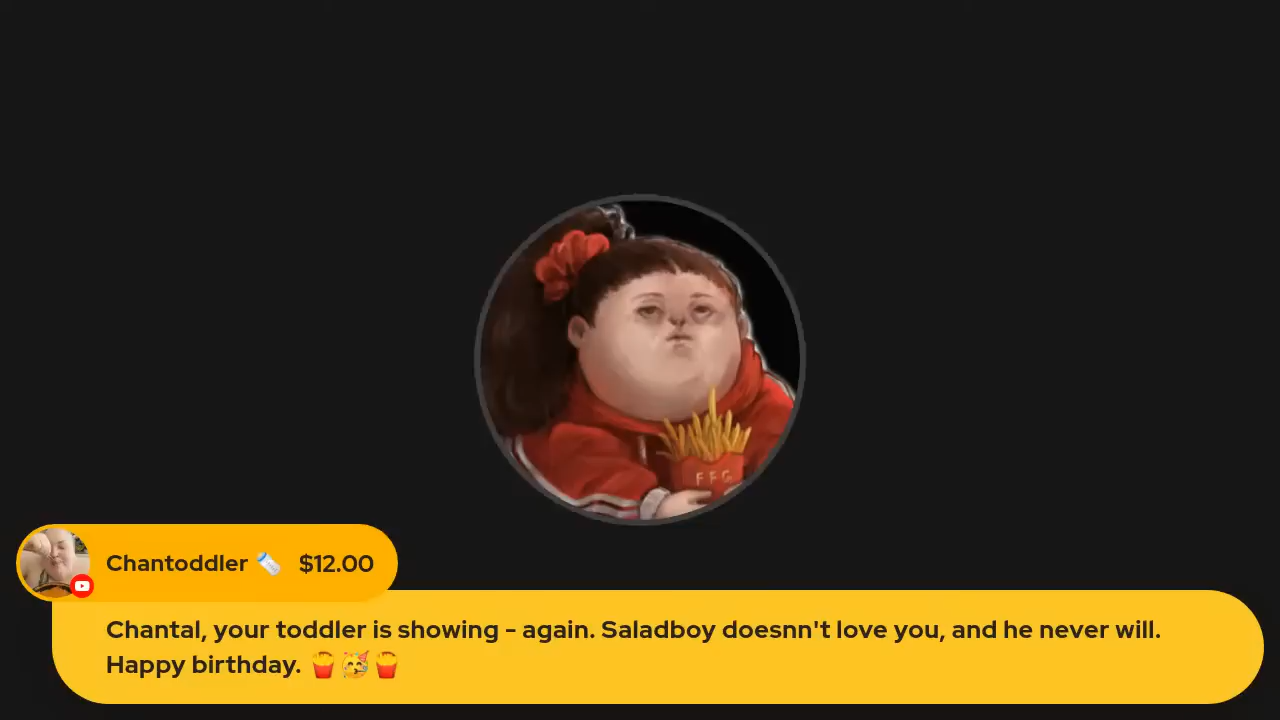 FFG
Chantoddler 🍼 $12.00
Chantal, your toddler is showing - again. Saladboy doesnn't love you, and he never will.
Happy birthday. 🍟🥳🍟